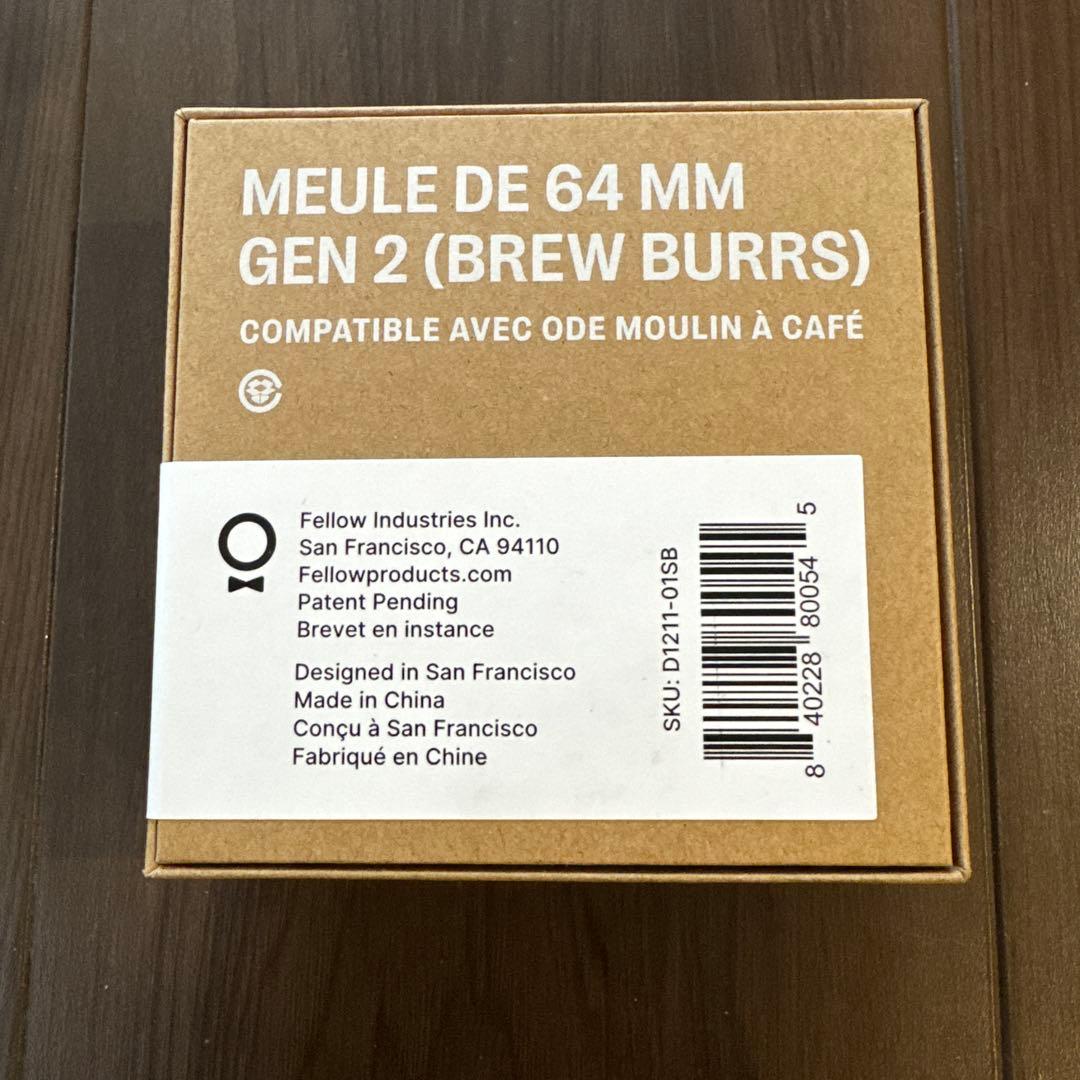 MEULE DE 64 MM
GEN 2 (BREW BURRS)
COMPATIBLE AVEC ODE MOULIN À CAFÉ
Fellow Industries Inc.
San Francisco, CA 94110
Fellowproducts.com
Patent Pending
Brevet en instance
Designed in San Francisco
Made in China
Conçu à San Francisco
Fabriqué en Chine
SKU: D1211-01SB
8 40228 80054 5